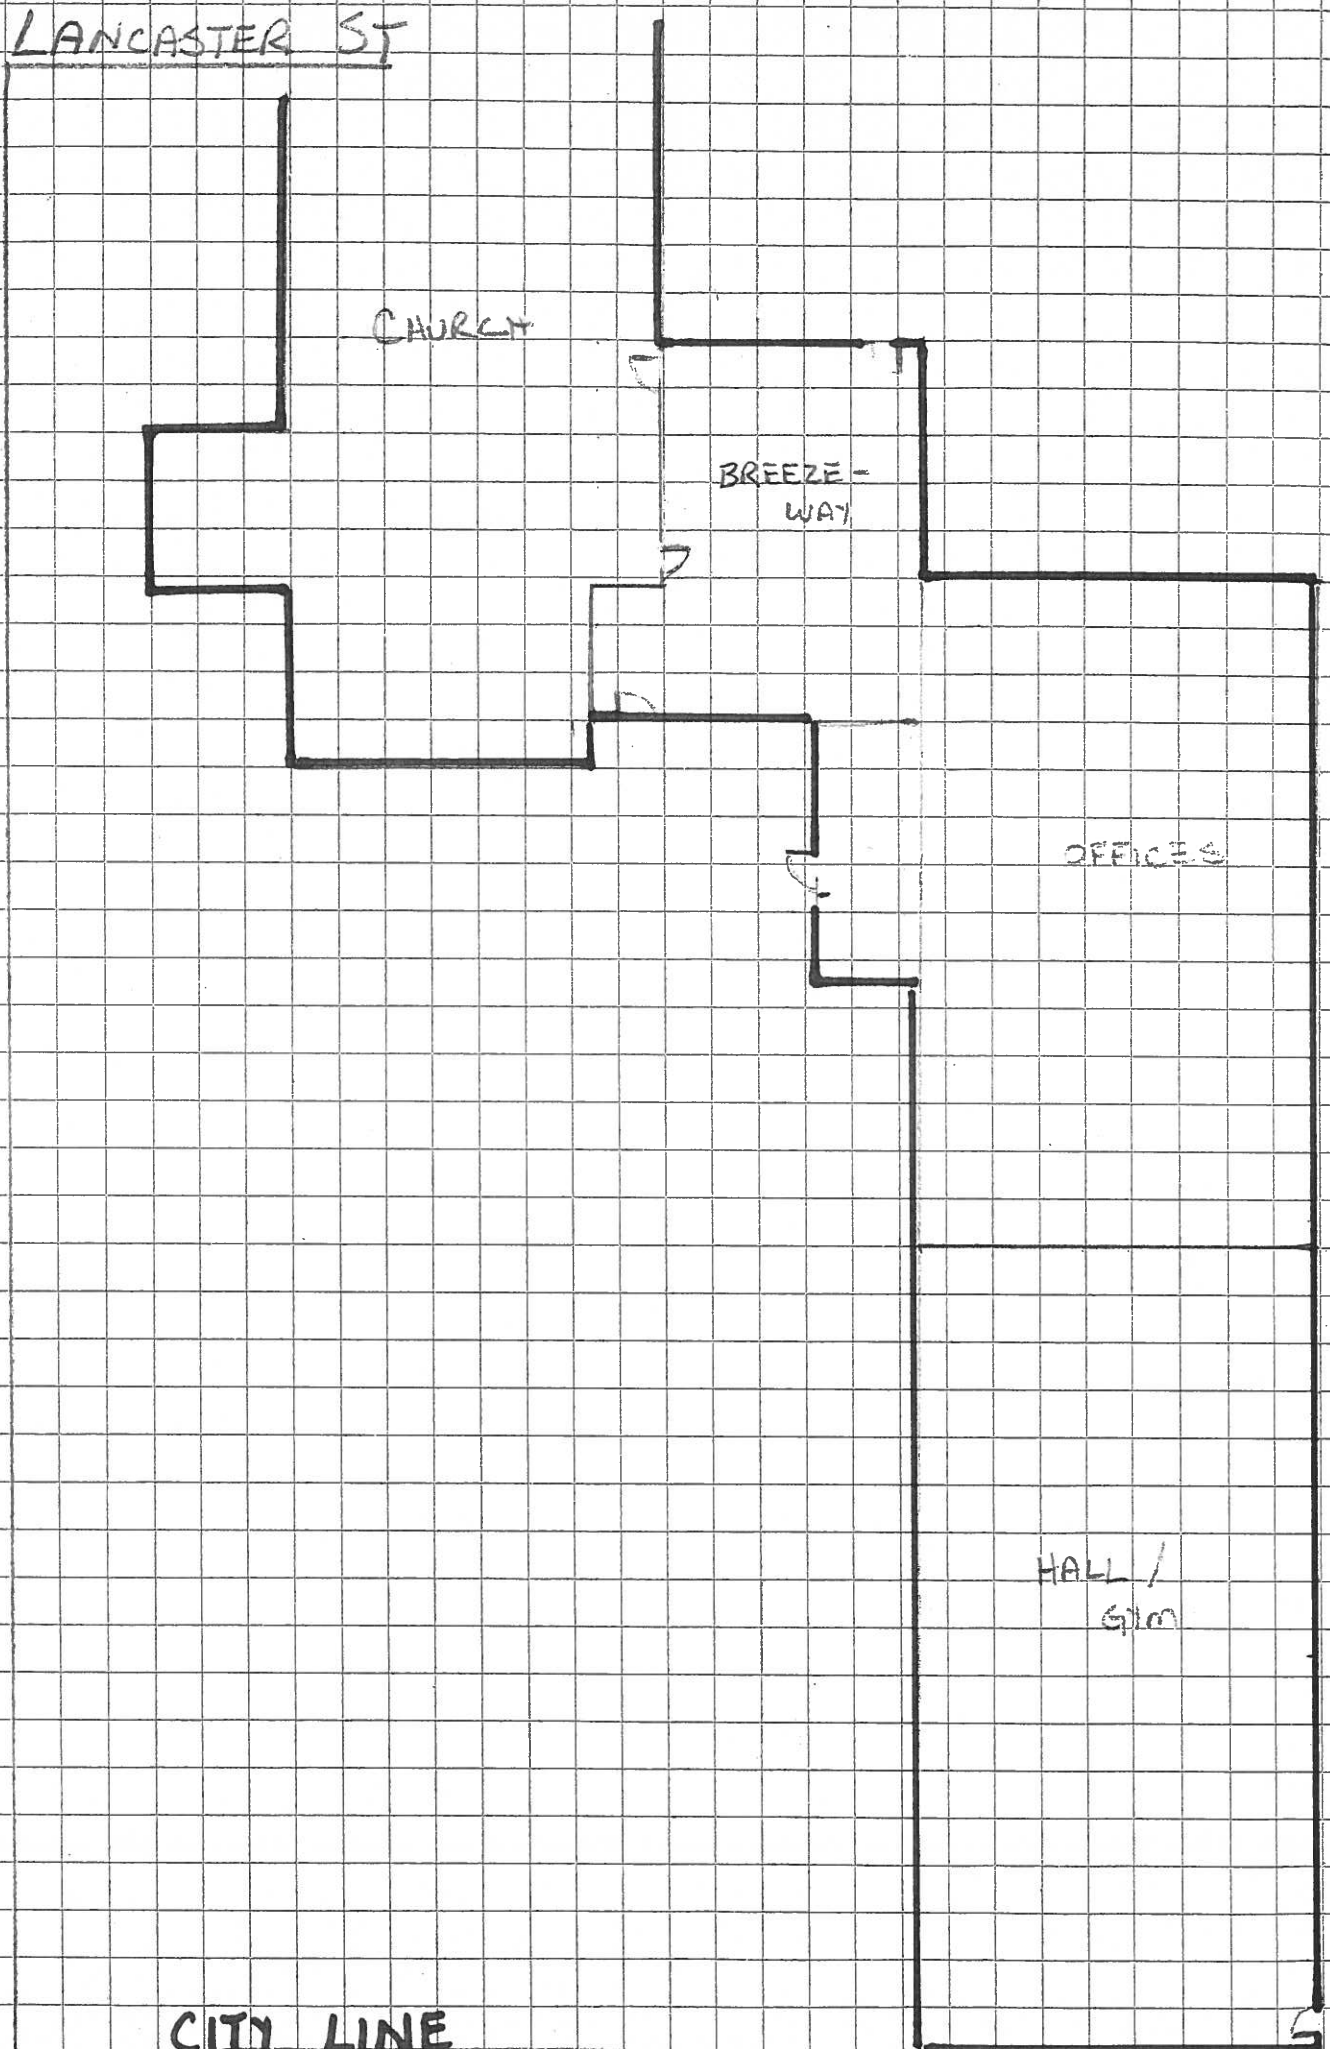 LANCASTER ST
CHURCH
BREEZE-
WAY
OFFICES
HALL /
GYM
CITY LINE